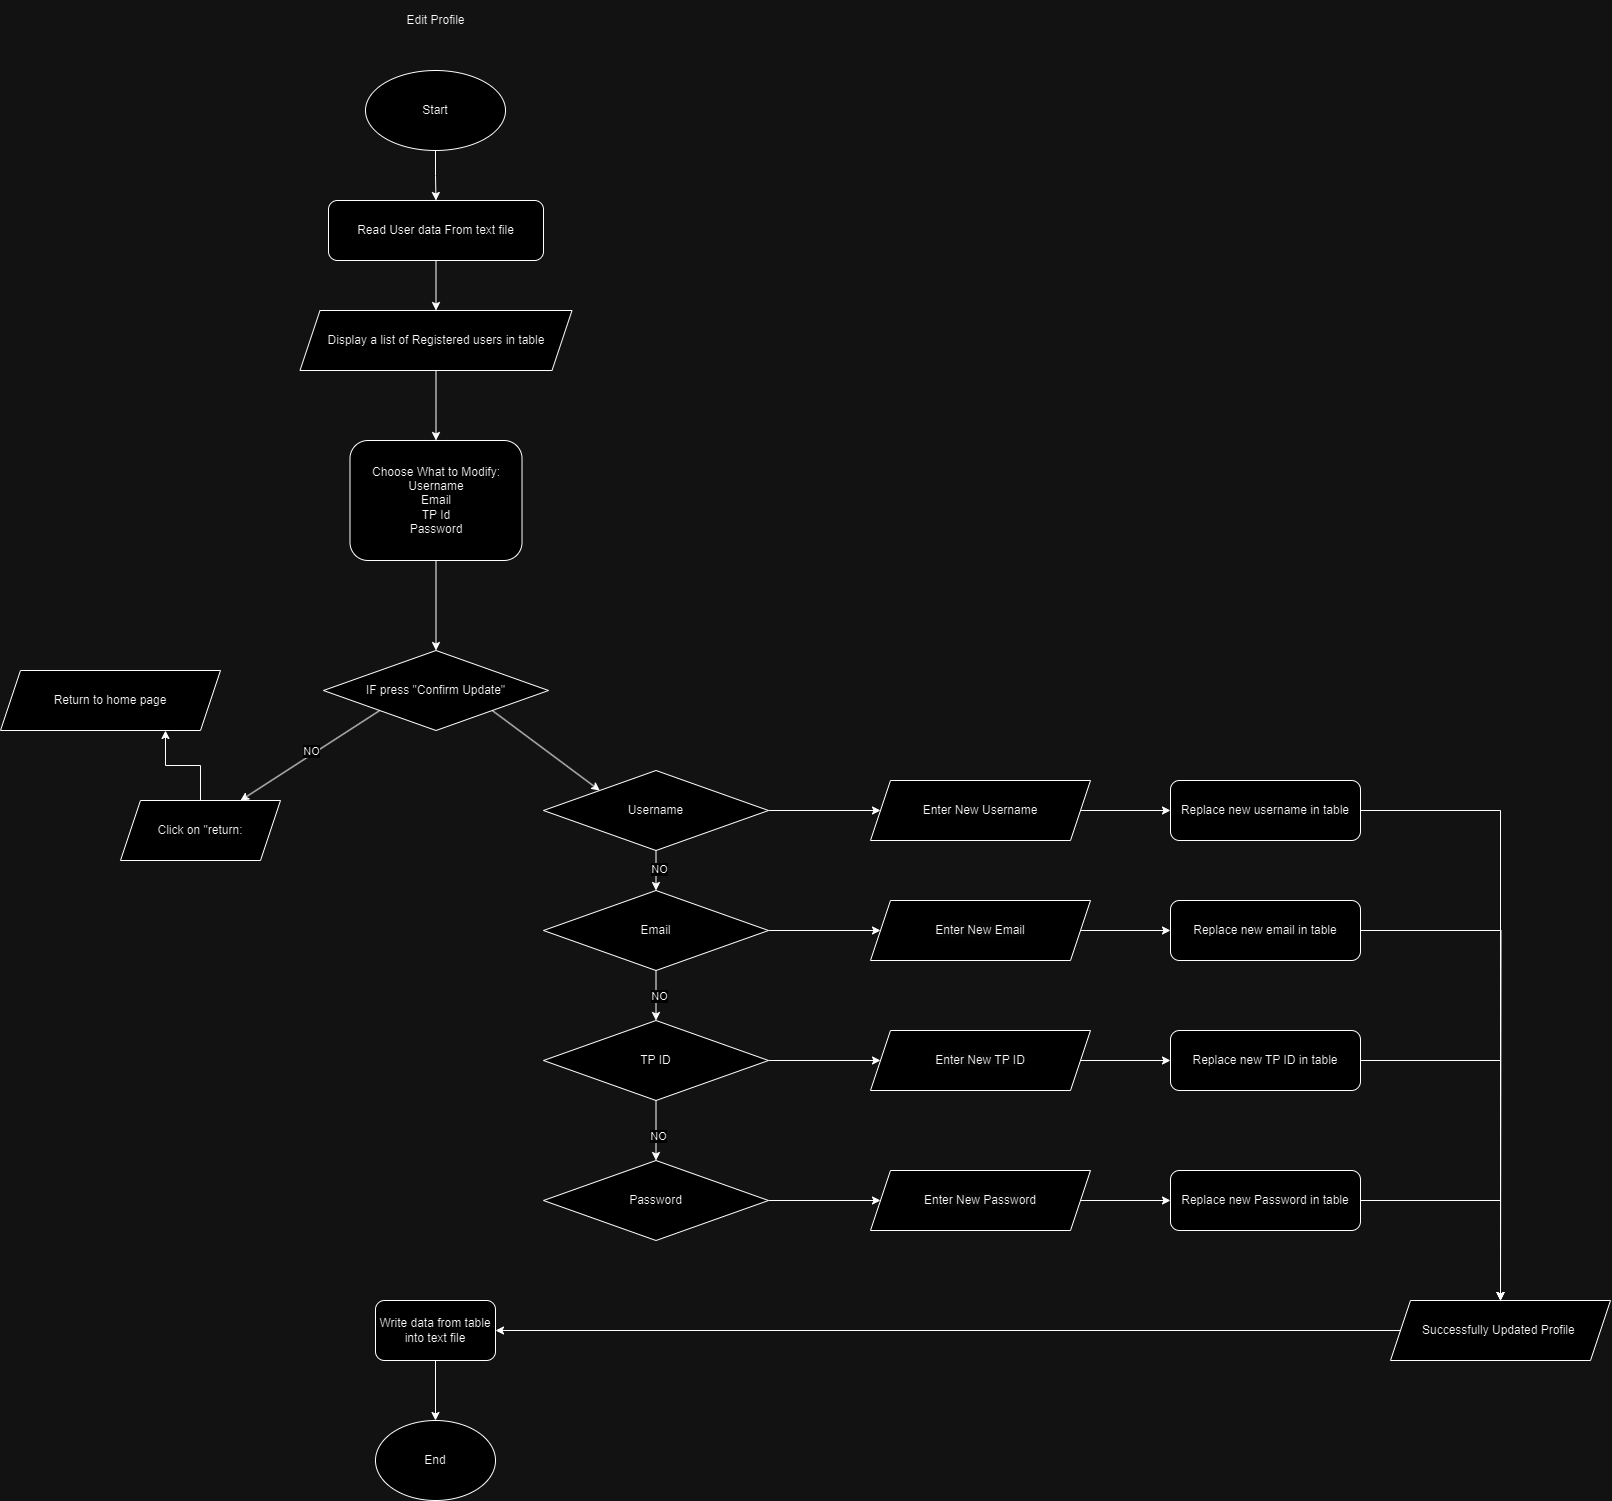 Edit Profile
Start
Read User data From text file
Display a list of Registered users in table
Choose What to Modify:
Username
Email
TP Id
Password
IF press "Confirm Update"
Return to home page
NO
Click on "return:
Username
Enter New Username
Replace new username in table
NO
Email
Enter New Email
Replace new email in table
NO
TP ID
Enter New TP ID
Replace new TP ID in table
NO
Password
Enter New Password
Replace new Password in table
Write data from table
into text file
Successfully Updated Profile
End